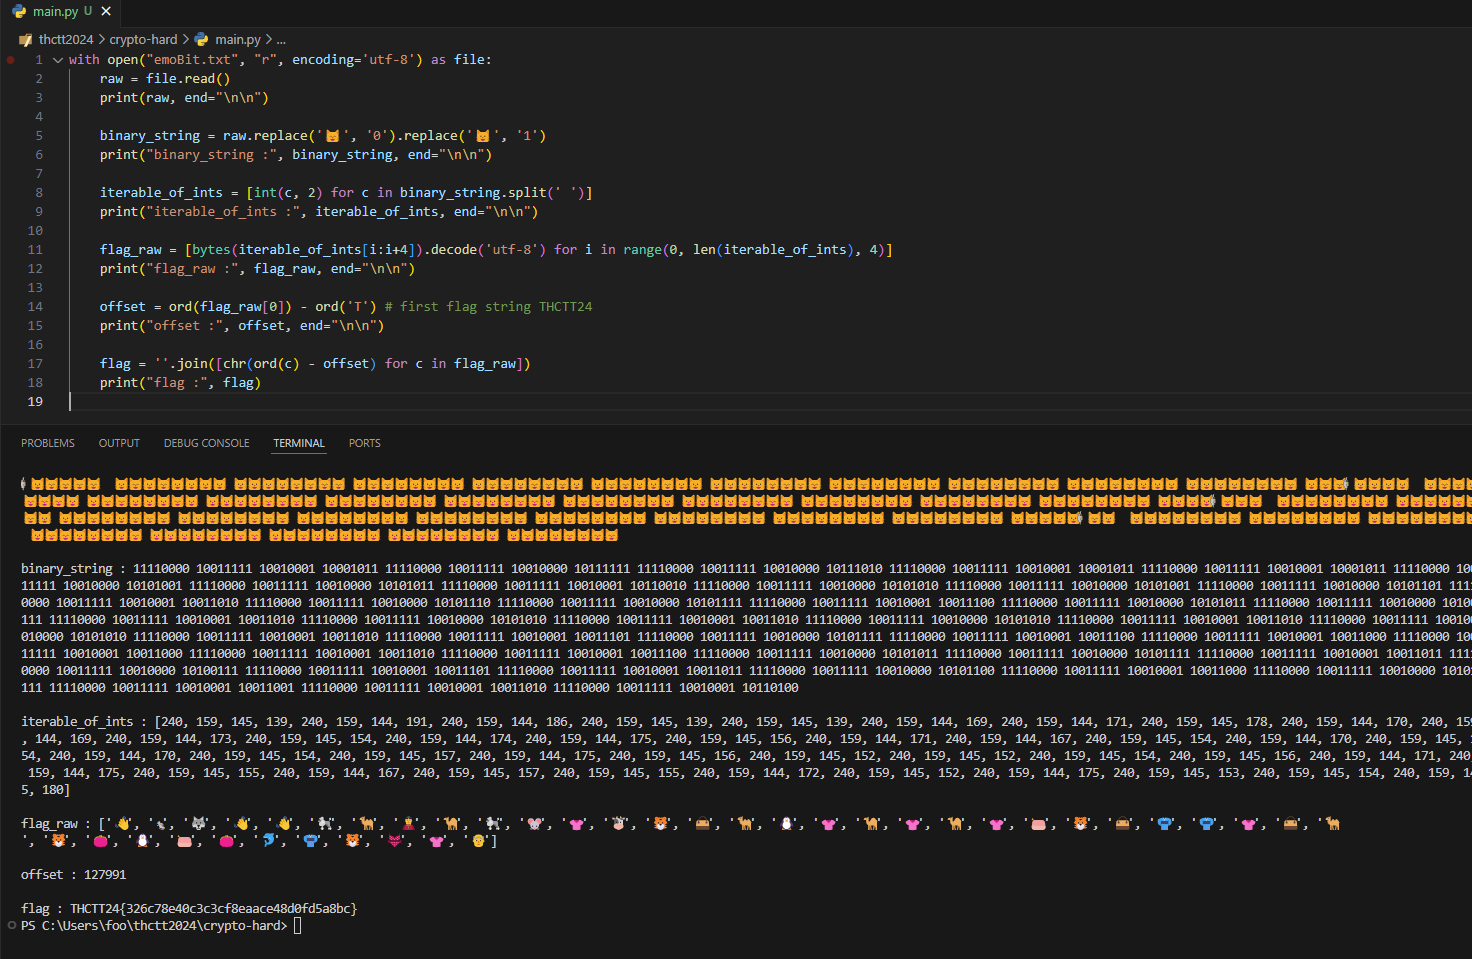 main.py U ×
thctt2024 > crypto-hard > main.py > ...
1 with open("emoBit.txt", "r", encoding='utf-8') as file:
2 raw = file.read()
3 print(raw, end="\n\n")
4
5 binary_string = raw.replace('🐱', '0').replace('🐱', '1')
6 print("binary_string :", binary_string, end="\n\n")
7
8 iterable_of_ints = [int(c, 2) for c in binary_string.split(' ')]
9 print("iterable_of_ints :", iterable_of_ints, end="\n\n")
10
11 flag_raw = [bytes(iterable_of_ints[i:i+4]).decode('utf-8') for i in range(0, len(iterable_of_ints), 4)]
12 print("flag_raw :", flag_raw, end="\n\n")
13
14 offset = ord(flag_raw[0]) - ord('T') # first flag string THCTT24
15 print("offset :", offset, end="\n\n")
16
17 flag = ''.join([chr(ord(c) - offset) for c in flag_raw])
18 print("flag :", flag)
19
PROBLEMS OUTPUT DEBUG CONSOLE TERMINAL PORTS
binary_string : 11110000 10011111 10010001 10001011 11110000 10011111 10010000 10111111 11110000 10011111 10010000 10111010 11110000 10011111 10010001 10001011 11110000 10011111 10010001 10001011 11110000 100
11111 10010000 10101001 11110000 10011111 10010000 10101011 11110000 10011111 10010001 10110010 11110000 10011111 10010000 10101010 11110000 10011111 10010000 10101001 11110000 10011111 10010000 10101101 1111
0000 10011111 10010001 10011010 11110000 10011111 10010000 10101110 11110000 10011111 10010000 10101111 11110000 10011111 10010001 10011100 11110000 10011111 10010000 10101011 11110000 10011111 10010000 10100
111 11110000 10011111 10010001 10011010 11110000 10011111 10010000 10101010 11110000 10011111 10010001 10011010 11110000 10011111 10010000 10101010 11110000 10011111 10010001 10011010 11110000 10011111 10010
010000 10101010 11110000 10011111 10010001 10011010 11110000 10011111 10010001 10011101 11110000 10011111 10010000 10101111 11110000 10011111 10010001 10011100 11110000 10011111 10010001 10011000 11110000 100
11111 10010001 10011000 11110000 10011111 10010001 10011010 11110000 10011111 10010001 10011100 11110000 10011111 10010000 10101011 11110000 10011111 10010000 10101111 11110000 10011111 10010001 10011011 1111
0000 10011111 10010000 10100111 11110000 10011111 10010001 10011101 11110000 10011111 10010001 10011011 11110000 10011111 10010000 10101100 11110000 10011111 10010001 10011000 11110000 10011111 10010000 10101
111 11110000 10011111 10010001 10011001 11110000 10011111 10010001 10011010 11110000 10011111 10010001 10110100
iterable_of_ints : [240, 159, 145, 139, 240, 159, 144, 191, 240, 159, 144, 186, 240, 159, 145, 139, 240, 159, 145, 139, 240, 159, 144, 169, 240, 159, 144, 171, 240, 159, 145, 178, 240, 159, 144, 170, 240, 159
, 144, 169, 240, 159, 144, 173, 240, 159, 145, 154, 240, 159, 144, 174, 240, 159, 144, 175, 240, 159, 145, 156, 240, 159, 144, 171, 240, 159, 144, 167, 240, 159, 145, 154, 240, 159, 144, 170, 240, 159, 145, 1
54, 240, 159, 144, 170, 240, 159, 145, 154, 240, 159, 145, 157, 240, 159, 144, 175, 240, 159, 145, 156, 240, 159, 145, 152, 240, 159, 145, 152, 240, 159, 145, 154, 240, 159, 145, 156, 240, 159, 144, 171, 240,
159, 144, 175, 240, 159, 145, 155, 240, 159, 144, 167, 240, 159, 145, 157, 240, 159, 145, 155, 240, 159, 144, 172, 240, 159, 145, 152, 240, 159, 144, 175, 240, 159, 145, 153, 240, 159, 145, 154, 240, 159, 14
5, 180]
flag_raw : ['👋', '🐿', '🐺', '👋', '👋', '🐩', '🐫', '👲', '🐪', '🐩', '🐭', '👚', '🐮', '🐯', '👜', '🐫', '🐧', '👚', '🐪', '👚', '🐪', '👚', '👝', '🐯', '👜', '👘', '👘', '👚', '👜', '🐫
', '🐯', '👛', '🐧', '👝', '👛', '🐬', '👘', '🐯', '👙', '👚', '👴']
offset : 127991
flag : THCTT24{326c78e40c3c3cf8eaace48d0fd5a8bc}
PS C:\Users\foo\thctt2024\crypto-hard>